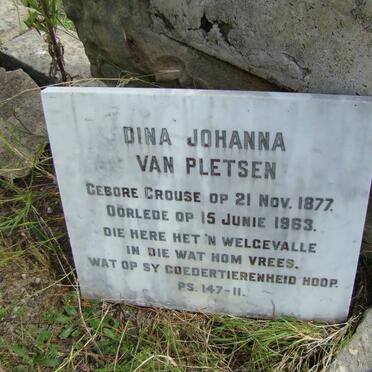 DINA JOHANNA
VAN PLETSEN
GEBORE CROUSE OP 21 NOV. 1877.
OORLEDE OP 15 JUNIE 1963.
DIE HERE HET 'N WELGEVALLE
IN DIE WAT HOM VREES.
WAT OP SY GOEDERTIERENHEID HOOP.
PS. 147-11.